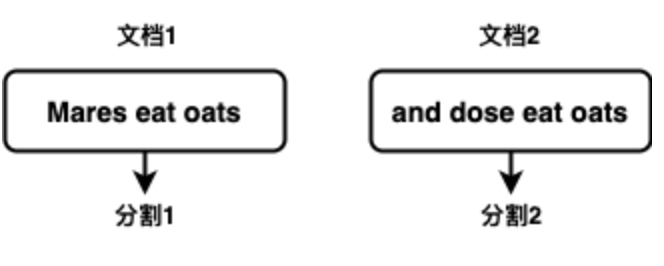 文档1
文档2
Mares eat oats
and dose eat oats
分割1
分割2